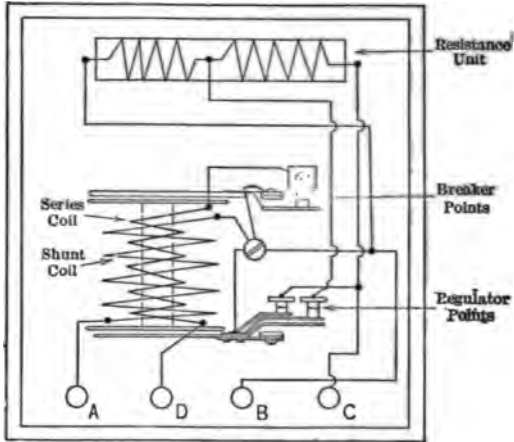 Resistance
Unit
Breaker
Points
Series
Coil
Shunt
Coil
Regulator
Points
A
D
B
C